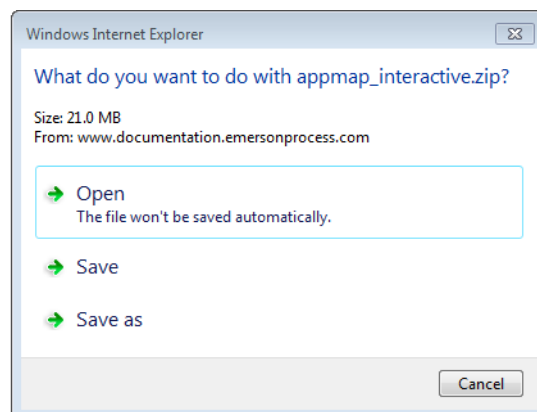 Windows Internet Explorer
What do you want to do with appmap_interactive.zip?
Size: 21.0 MB
From: www.documentation.emersonprocess.com
Open
The file won't be saved automatically.
Save
Save as
Cancel